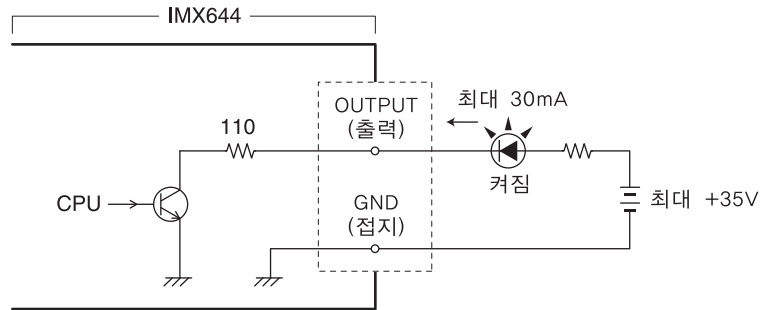 IMX644
OUTPUT
(출력)
최대 30mA
110
켜짐
CPU
GND
(접지)
최대 +35V